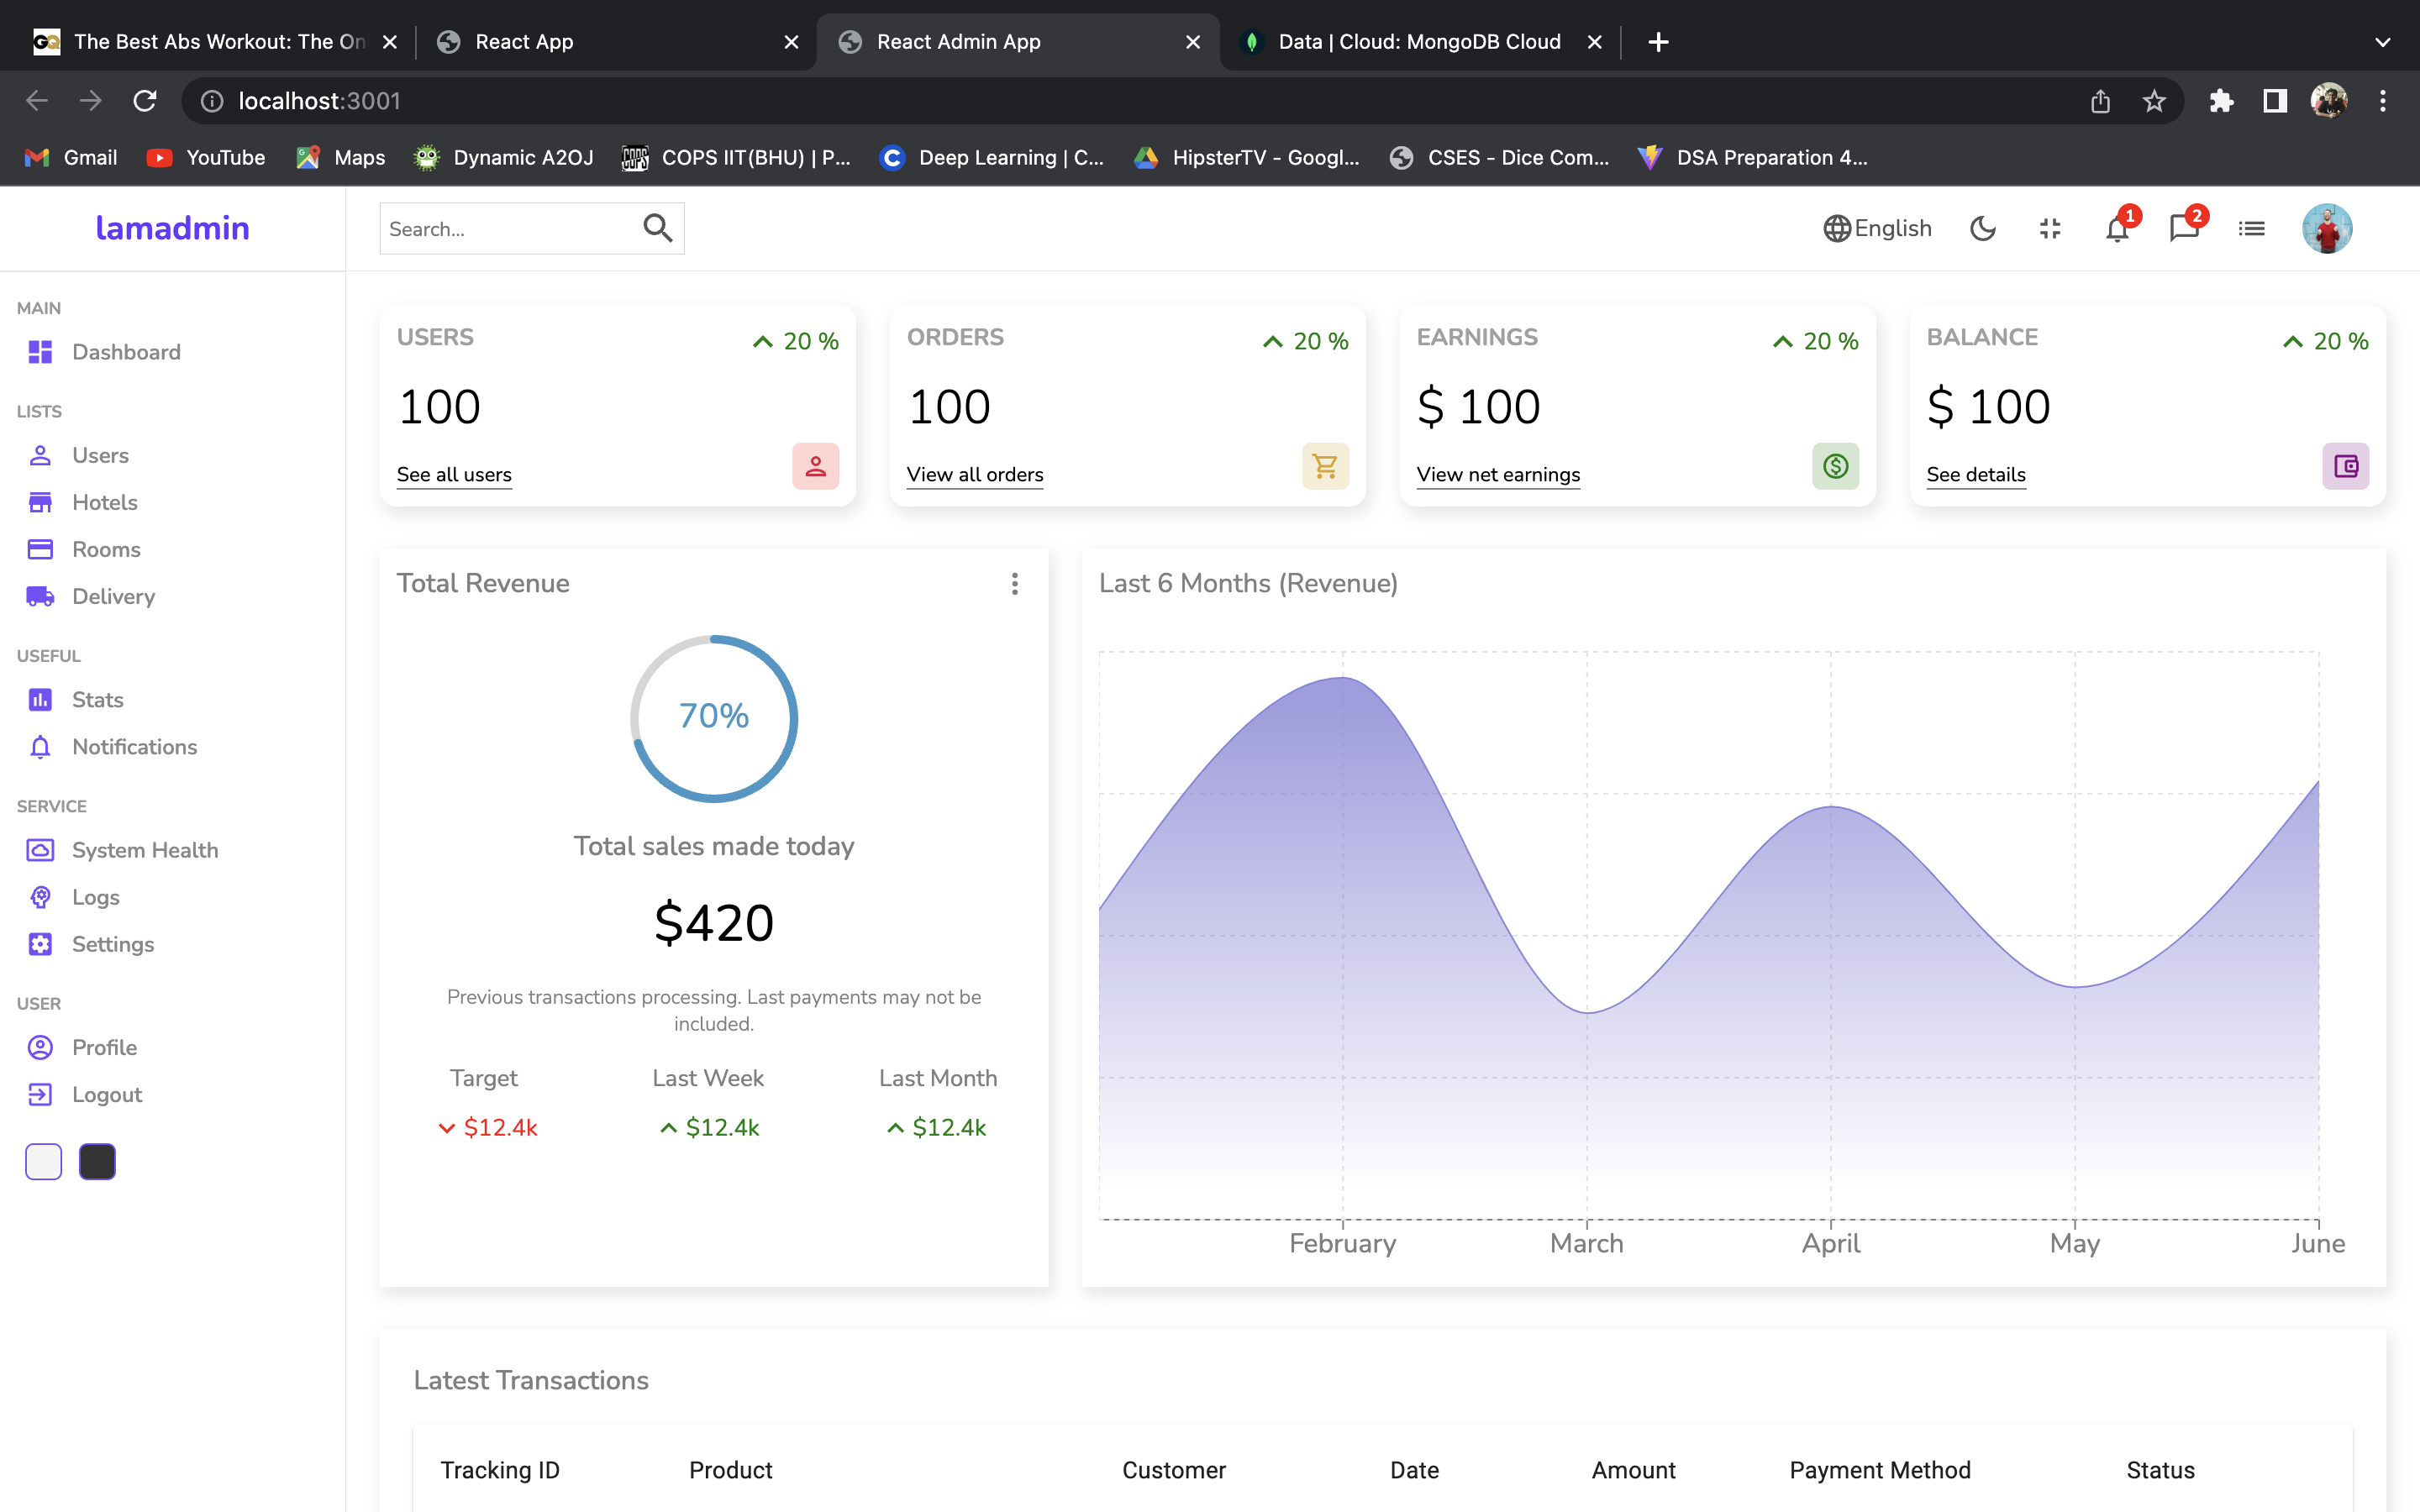 The Best Abs Workout: The On
React App
React Admin App
Data | Cloud: MongoDB Cloud
localhost:3001
Gmail
YouTube
Maps
Dynamic A2OJ
COPS IIT(BHU) | P...
Deep Learning | C...
HipsterTV - Googl...
CSES - Dice Com...
DSA Preparation 4...
lamadmin
Search...
English
1
2
MAIN
Dashboard
LISTS
Users
Hotels
Rooms
Delivery
USEFUL
Stats
Notifications
SERVICE
System Health
Logs
Settings
USER
Profile
Logout
USERS
20 %
100
See all users
ORDERS
20 %
100
View all orders
EARNINGS
20 %
$ 100
View net earnings
BALANCE
20 %
$ 100
See details
Total Revenue
70%
Total sales made today
$420
Previous transactions processing. Last payments may not be
included.
Target
Last Week
Last Month
$12.4k
$12.4k
$12.4k
Last 6 Months (Revenue)
February
March
April
May
June
Latest Transactions
Tracking ID
Product
Customer
Date
Amount
Payment Method
Status